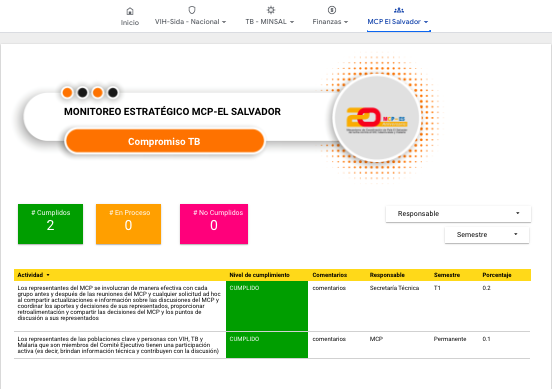 Inicio
VIH-Sida - Nacional
TB - MINSAL
Finanzas
MCP El Salvador
MONITOREO ESTRATÉGICO MCP-EL SALVADOR
Compromiso TB
20 MCP-ES
# Cumplidos
2
# En Proceso
0
# No Cumplidos
0
Responsable
Semestre
Actividad Nivel de cumplimiento Comentarios Responsable Semestre Porcentaje
Los representantes del MCP se involucran de manera efectiva con cada
grupo antes y después de las reuniones del MCP y cualquier solicitud ad hoc
al compartir actualizaciones e información sobre las discusiones del MCP y
coordinar los aportes y decisiones de sus representados, proporcionar
retroalimentación y compartir las decisiones del MCP y los puntos de
discusión a sus representados
CUMPLIDO comentarios Secretaría Técnica T1 0.2
Los representantes de las poblaciones clave y personas con VIH, TB y
Malaria que son miembros del Comité Ejecutivo tienen una participación
activa (es decir, brindan información técnica y contribuyen con la discusión)
CUMPLIDO comentarios MCP Permanente 0.1